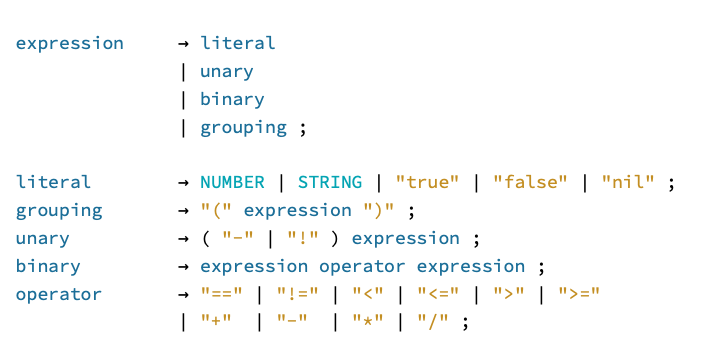 expression → literal
| unary
| binary
| grouping ;
literal → NUMBER | STRING | "true" | "false" | "nil" ;
grouping → "(" expression ")" ;
unary → ( "-" | "!" ) expression ;
binary → expression operator expression ;
operator → "==" | "!=" | "<" | "<=" | ">" | ">="
| "+" | "-" | "*" | "/" ;